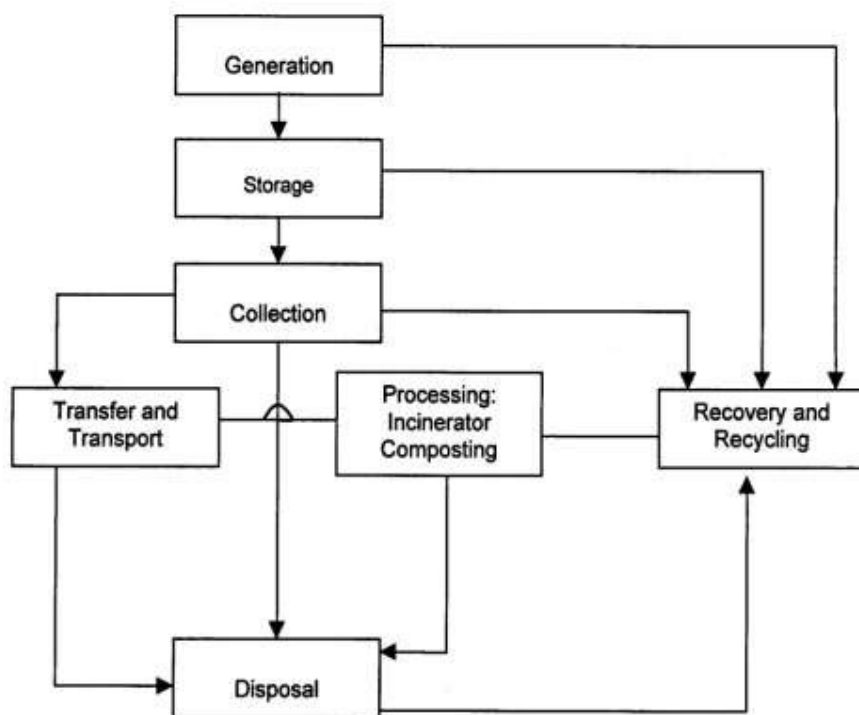 Generation
Storage
Collection
Transfer and
Transport
Processing:
Incinerator
Composting
Recovery and
Recycling
Disposal